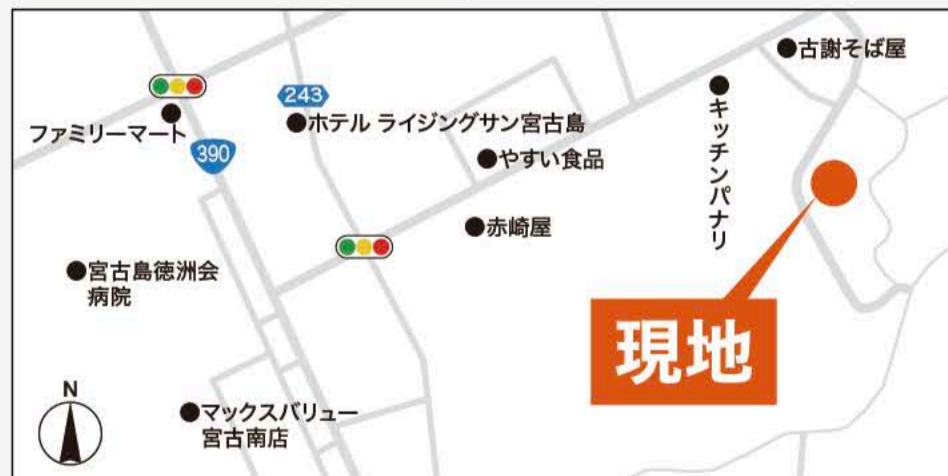 古謝そば屋
キッチンパナリ
243
ファミリーマート
ホテル ライジングサン宮古島
390
やすい食品
赤崎屋
宮古島徳洲会
病院
現地
N
マックスバリュー
宮古南店